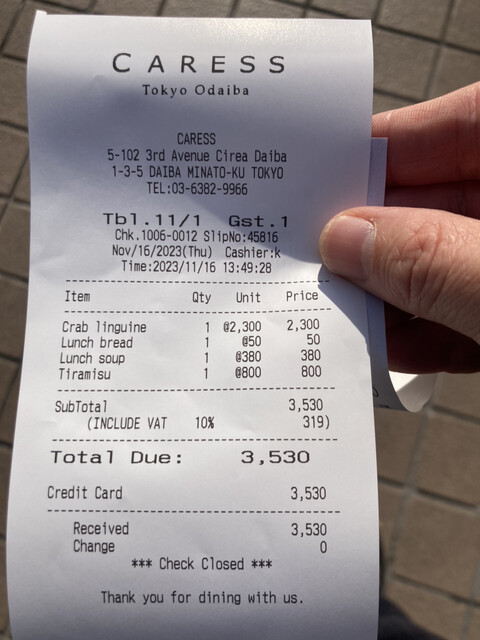 CARESS
Tokyo Odaiba
CARESS
5-102 3rd Avenue Cirea Daiba
1-3-5 DAIBA MINATO-KU TOKYO
TEL:03-6382-9966
Tbl.11/1 Gst.1
Chk.1006-0012 SlipNo:45816
Nov/16/2023(Thu) Cashier:k
Time:2023/11/16 13:49:28
Item Qty Unit Price
Crab linguine 1 @2,300 2,300
Lunch bread 1 @50 50
Lunch soup 1 @380 380
Tiramisu 1 @800 800
SubTotal 3,530
(INCLUDE VAT 10% 319)
Total Due: 3,530
Credit Card 3,530
Received 3,530
Change 0
*** Check Closed ***
Thank you for dining with us.